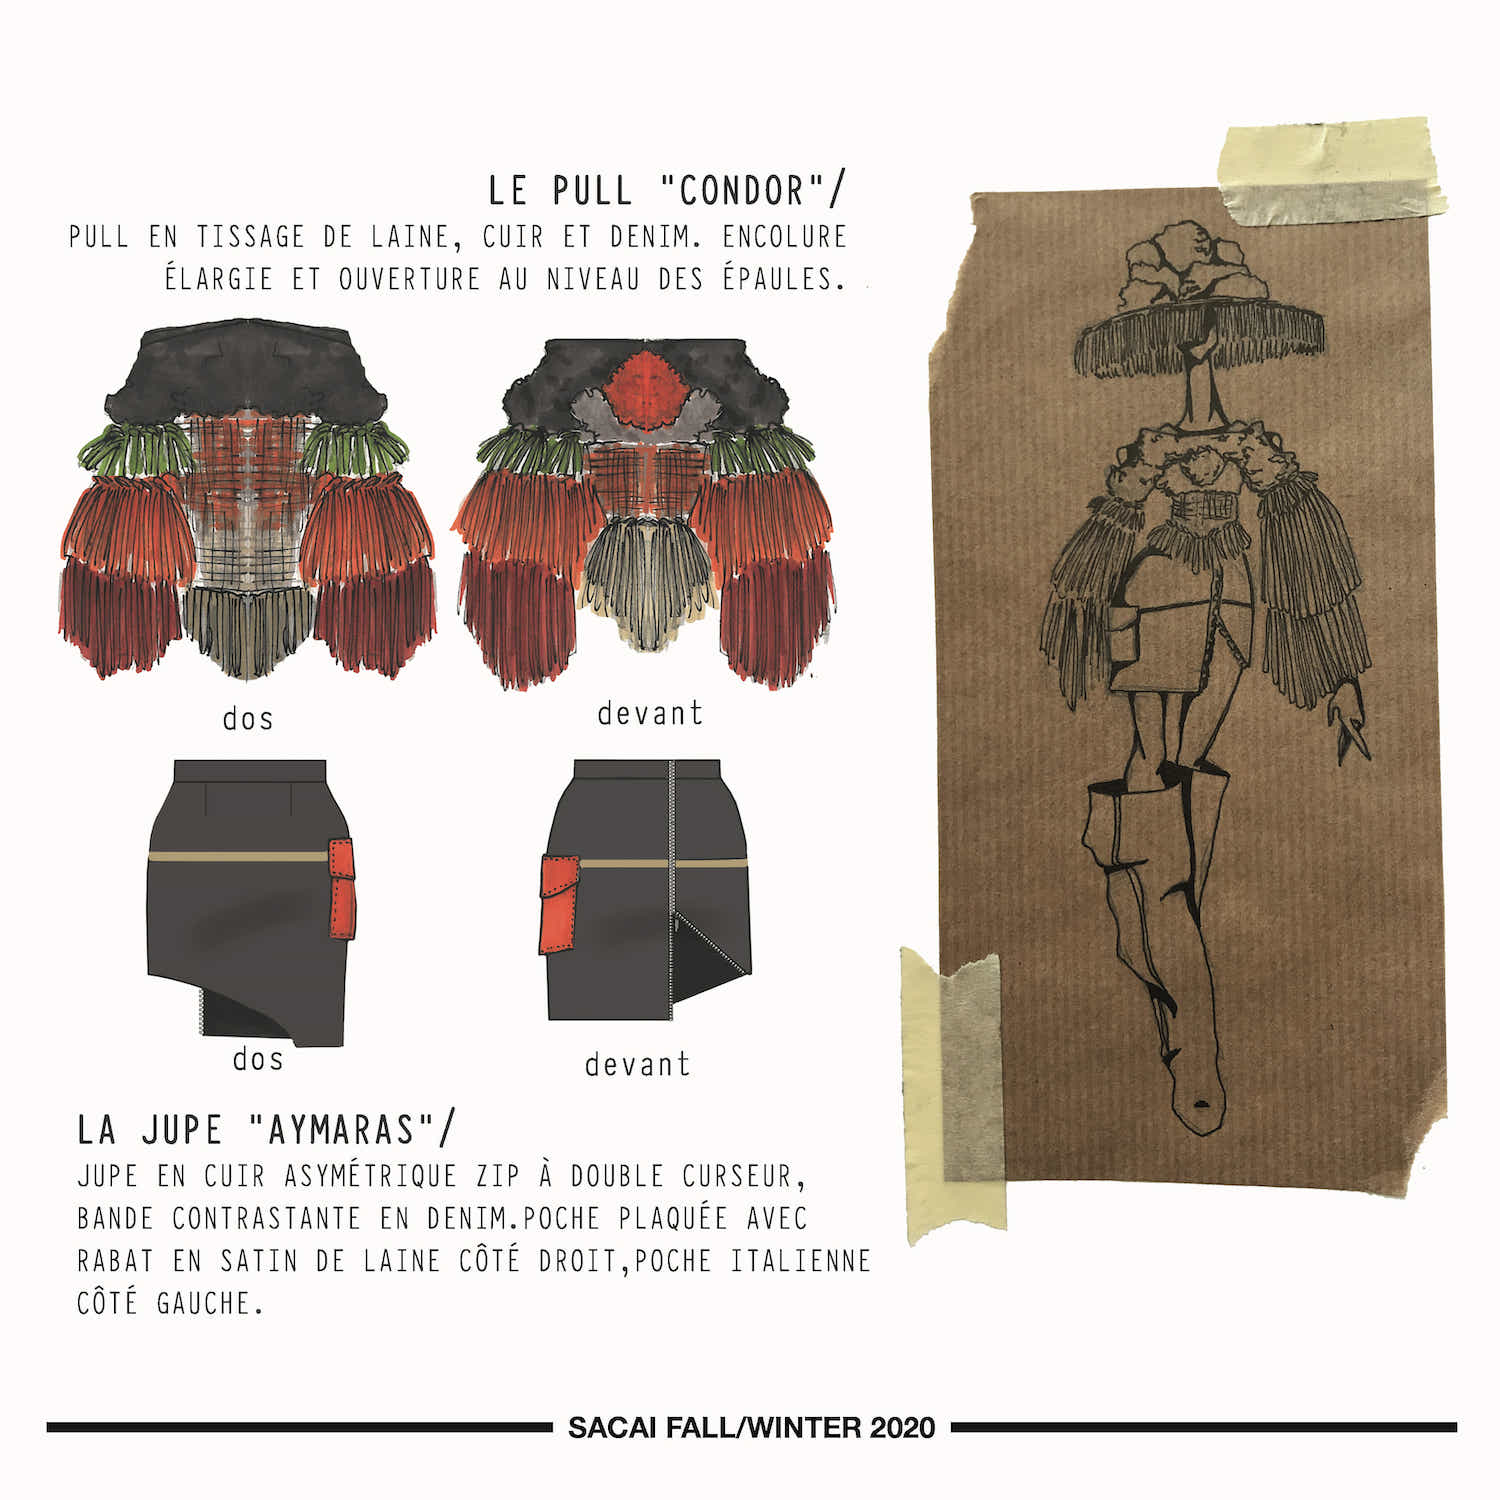 LE PULL "CONDOR"/
PULL EN TISSAGE DE LAINE, CUIR ET DENIM. ENCOLURE
ÉLARGIE ET OUVERTURE AU NIVEAU DES ÉPAULES.
dos
devant
dos
devant
LA JUPE "AYMARAS"/
JUPE EN CUIR ASYMÉTRIQUE ZIP À DOUBLE CURSEUR,
BANDE CONTRASTANTE EN DENIM.POCHE PLAQUÉE AVEC
RABAT EN SATIN DE LAINE CÔTÉ DROIT,POCHE ITALIENNE
CÔTÉ GAUCHE.
SACAI FALL/WINTER 2020